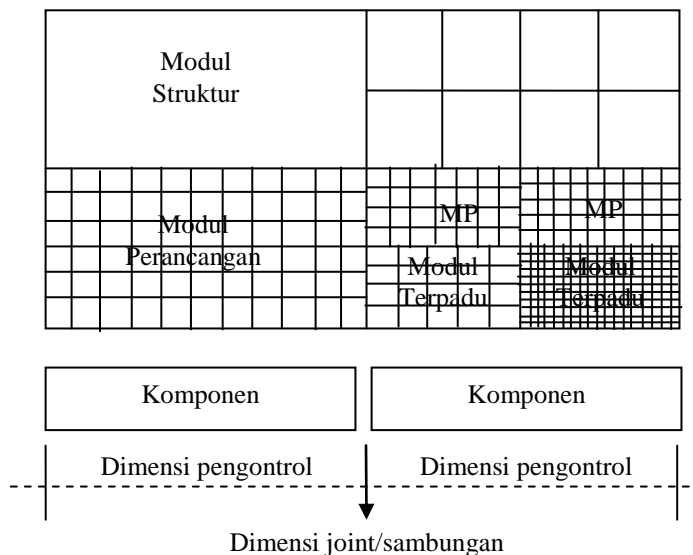 Modul
Struktur
Modul
Perancangan
MP
MP
Modul
Terpadu
Modul
Terpadu
Komponen
Komponen
Dimensi pengontrol
Dimensi pengontrol
Dimensi joint/sambungan